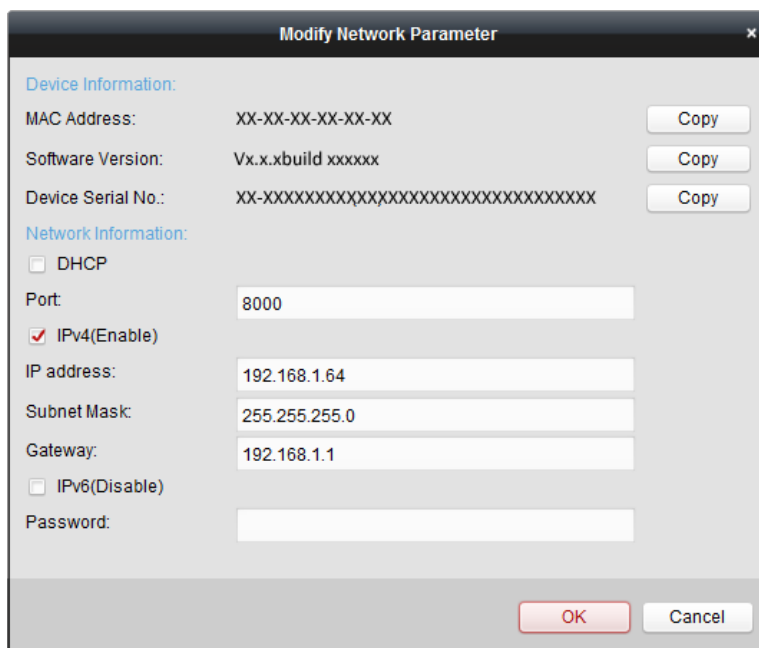 Modify Network Parameter ×
Device Information:
MAC Address: XX-XX-XX-XX-XX-XX Copy
Software Version: Vx.x.xbuild xxxxxx Copy
Device Serial No.: XX-XXXXXXXXXXXXXXXXXXXXXXXXXXXXXXXX Copy
Network Information:
DHCP
Port: 8000
IPv4(Enable)
IP address: 192.168.1.64
Subnet Mask: 255.255.255.0
Gateway: 192.168.1.1
IPv6(Disable)
Password:
OK Cancel